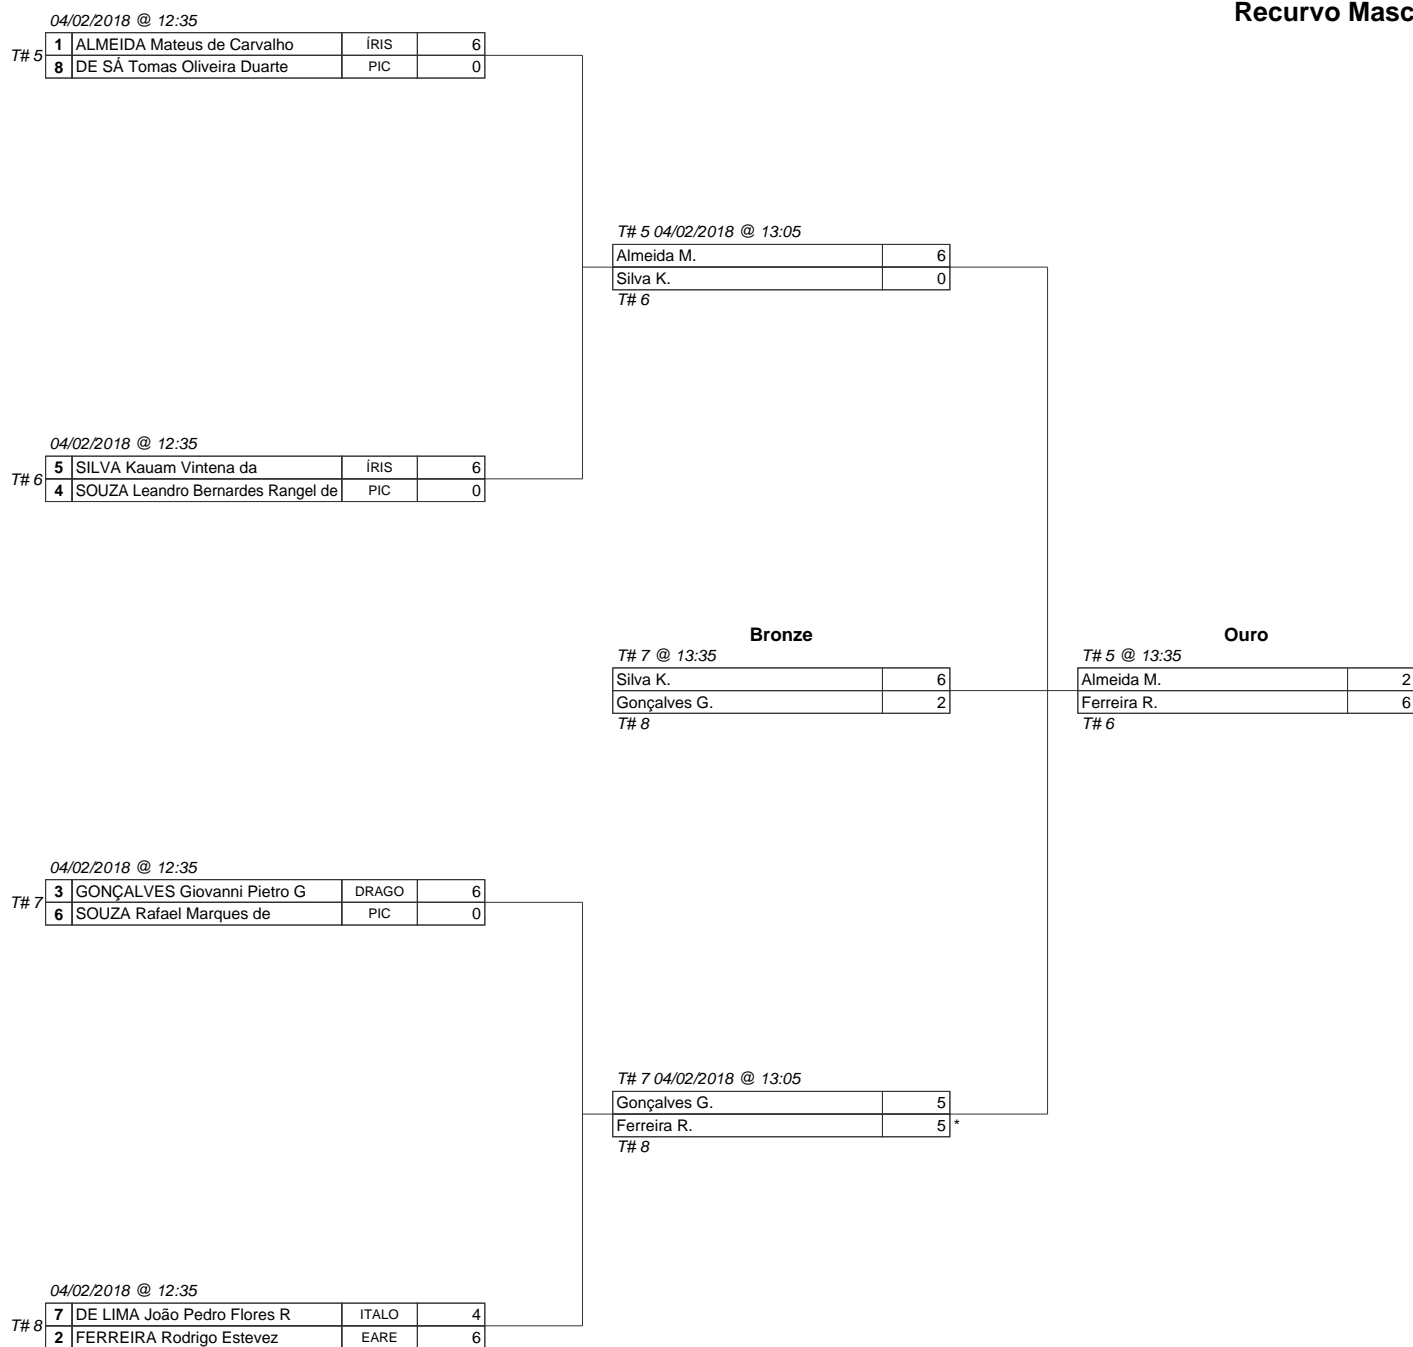 Recurvo Masc
04/02/2018 @ 12:35
T# 5
1 ALMEIDA Mateus de Carvalho ÍRIS 6
8 DE SÁ Tomas Oliveira Duarte PIC 0
T# 5 04/02/2018 @ 13:05
Almeida M. 6
Silva K. 0
T# 6
04/02/2018 @ 12:35
T# 6
5 SILVA Kauam Vintena da ÍRIS 6
4 SOUZA Leandro Bernardes Rangel de PIC 0
Bronze
T# 7 @ 13:35
Silva K. 6
Gonçalves G. 2
T# 8
Ouro
T# 5 @ 13:35
Almeida M. 2
Ferreira R. 6
T# 6
04/02/2018 @ 12:35
T# 7
3 GONÇALVES Giovanni Pietro G DRAGO 6
6 SOUZA Rafael Marques de PIC 0
T# 7 04/02/2018 @ 13:05
Gonçalves G. 5
Ferreira R. 5 *
T# 8
04/02/2018 @ 12:35
T# 8
7 DE LIMA João Pedro Flores R ITALO 4
2 FERREIRA Rodrigo Estevez EARE 6